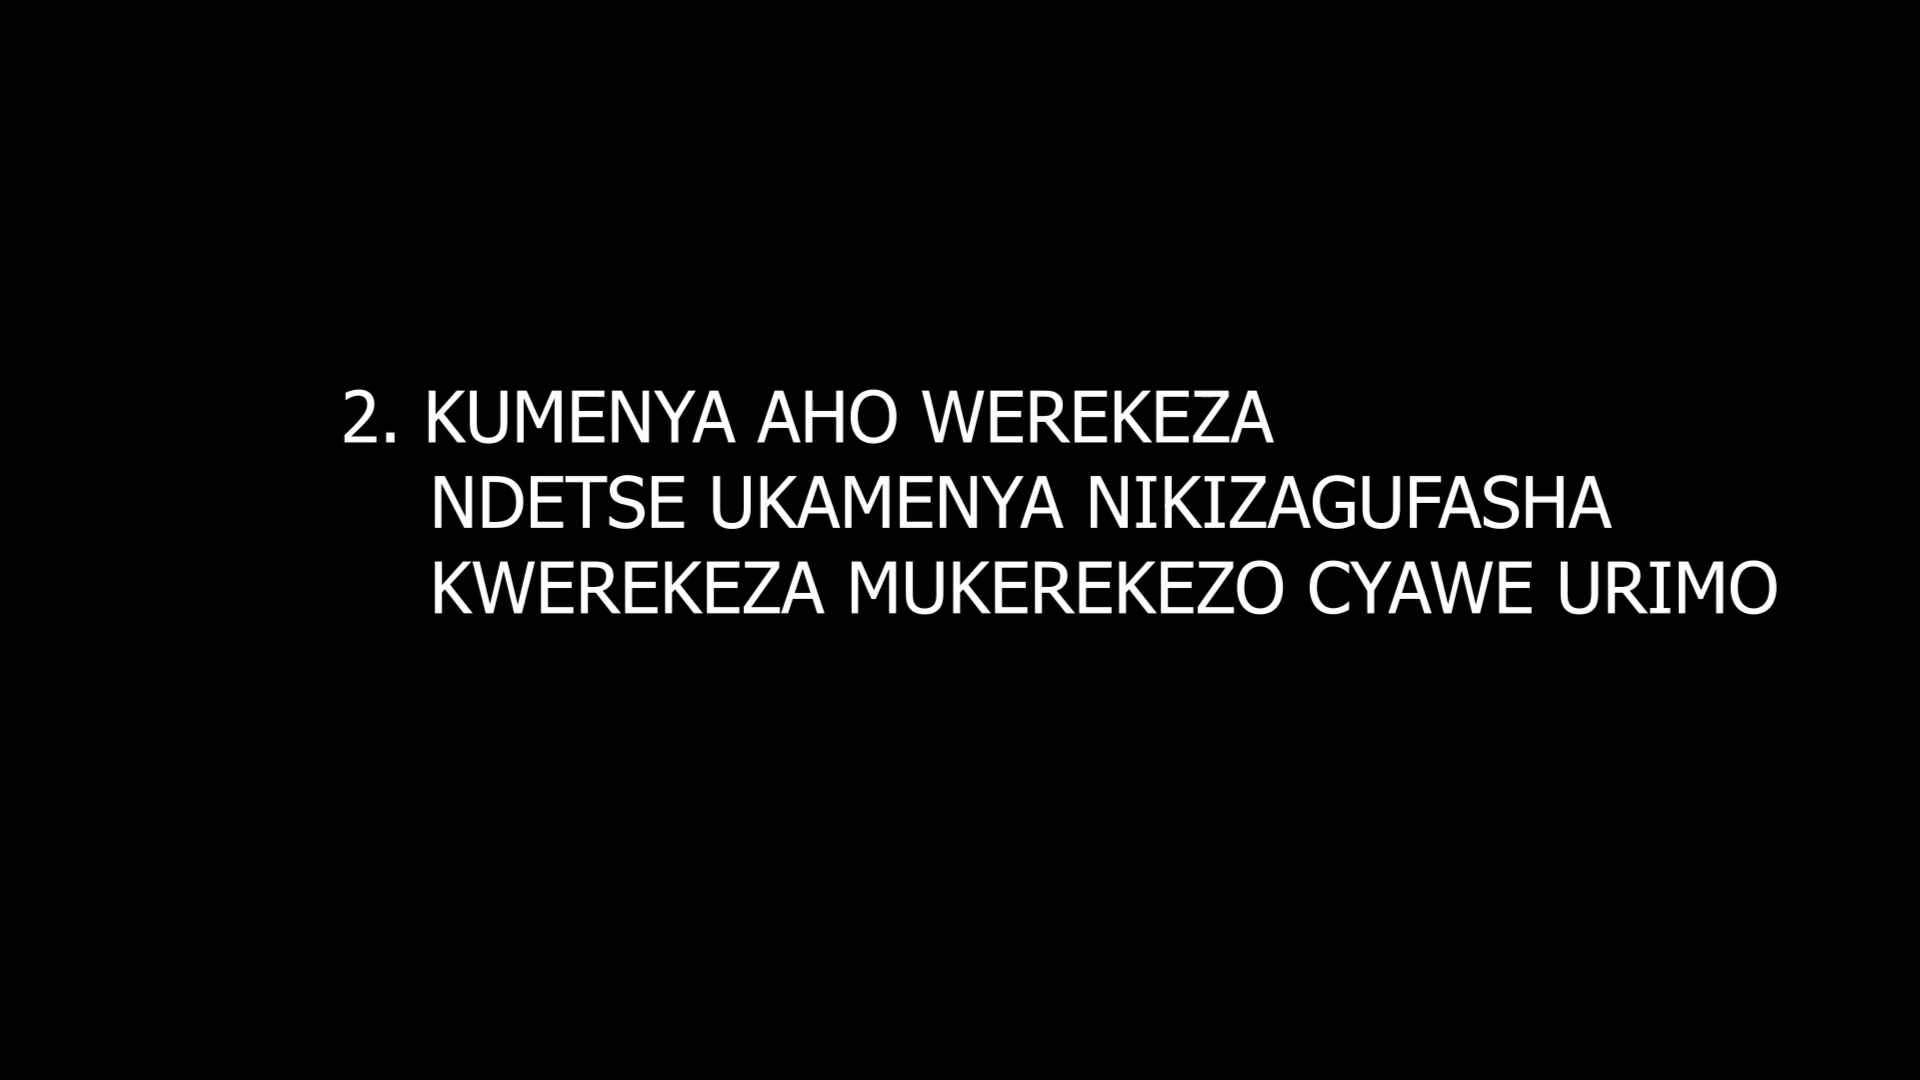 2. KUMENYA AHO WEREKEZA
NDETSE UKAMENYA NIKIZAGUFASHA
KWEREKEZA MUKEREKEZO CYAWE URIMO